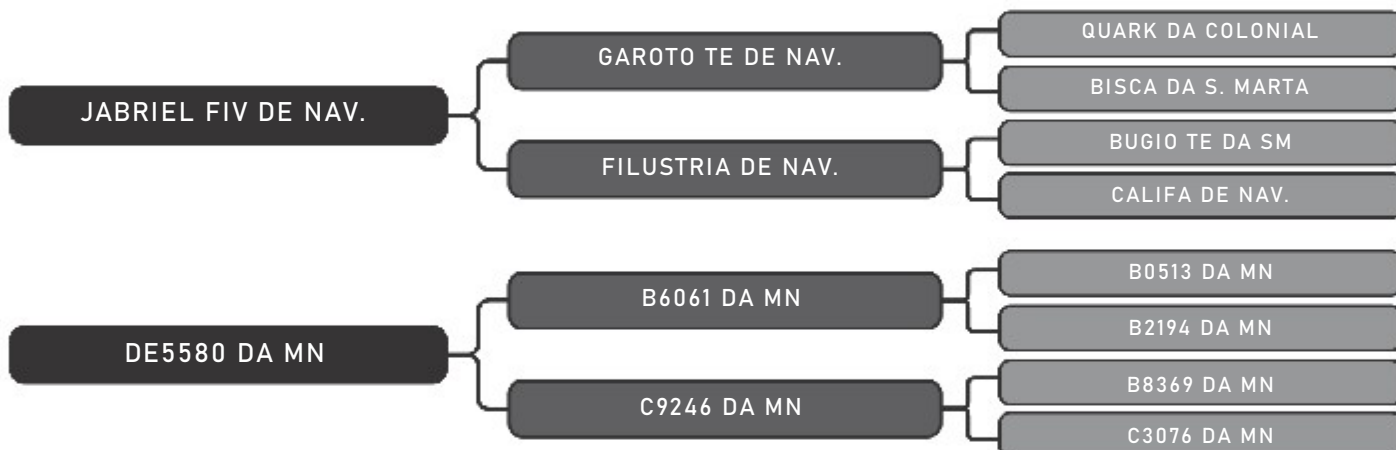 JABRIEL FIV DE NAV.
GAROTO TE DE NAV.
QUARK DA COLONIAL
BISCA DA S. MARTA
FILUSTRIA DE NAV.
BUGIO TE DA SM
CALIFA DE NAV.
DE5580 DA MN
B6061 DA MN
B0513 DA MN
B2194 DA MN
C9246 DA MN
B8369 DA MN
C3076 DA MN